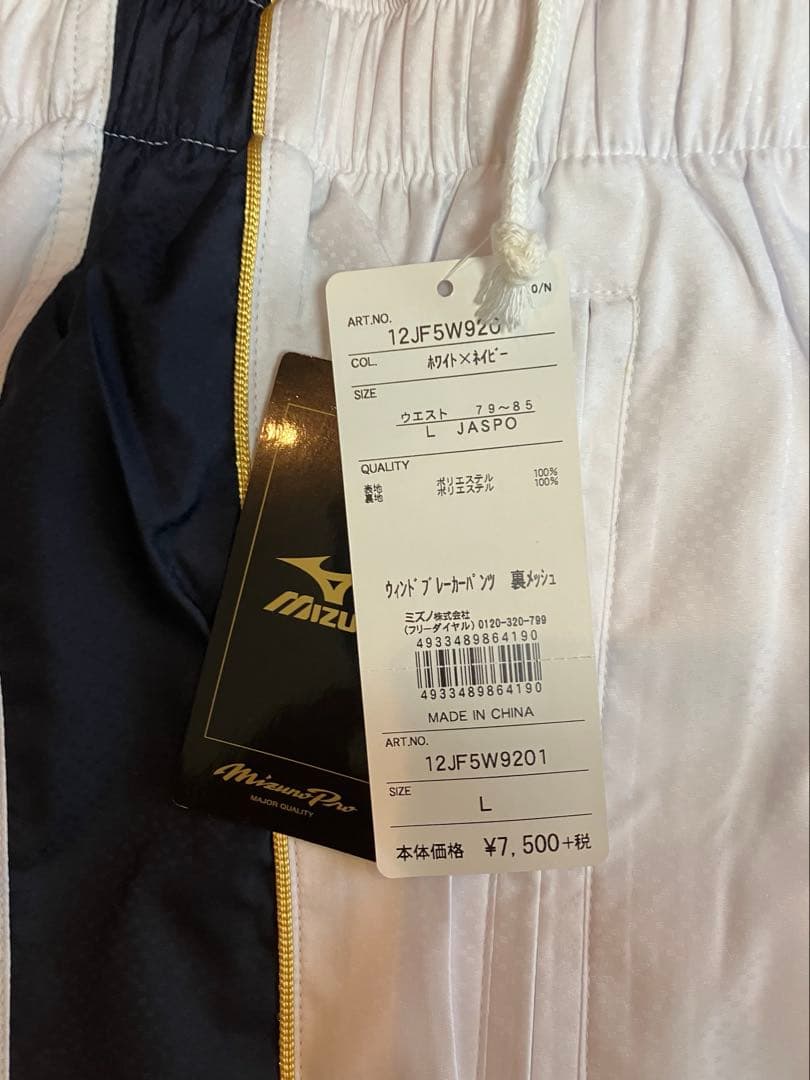 O/N
ART.NO.
12JF5W920
COL. ﾎﾜｲﾄ×ﾈｲﾋﾞｰ
SIZE
ウエスト 79～85
L JASPO
QUALITY
表地 ポリエステル 100%
裏地 ポリエステル 100%
ｳｨﾝﾄﾞﾌﾞﾚｰｶｰﾊﾟﾝﾂ 裏ﾒｯｼｭ
ミズノ株式会社
(フリーダイヤル) 0120-320-799
4933489864190
4933489864190
MADE IN CHINA
ART.NO.
12JF5W9201
SIZE
L
本体価格 ¥7,500+税
MIZU
Mizuno Pro
MAJOR QUALITY